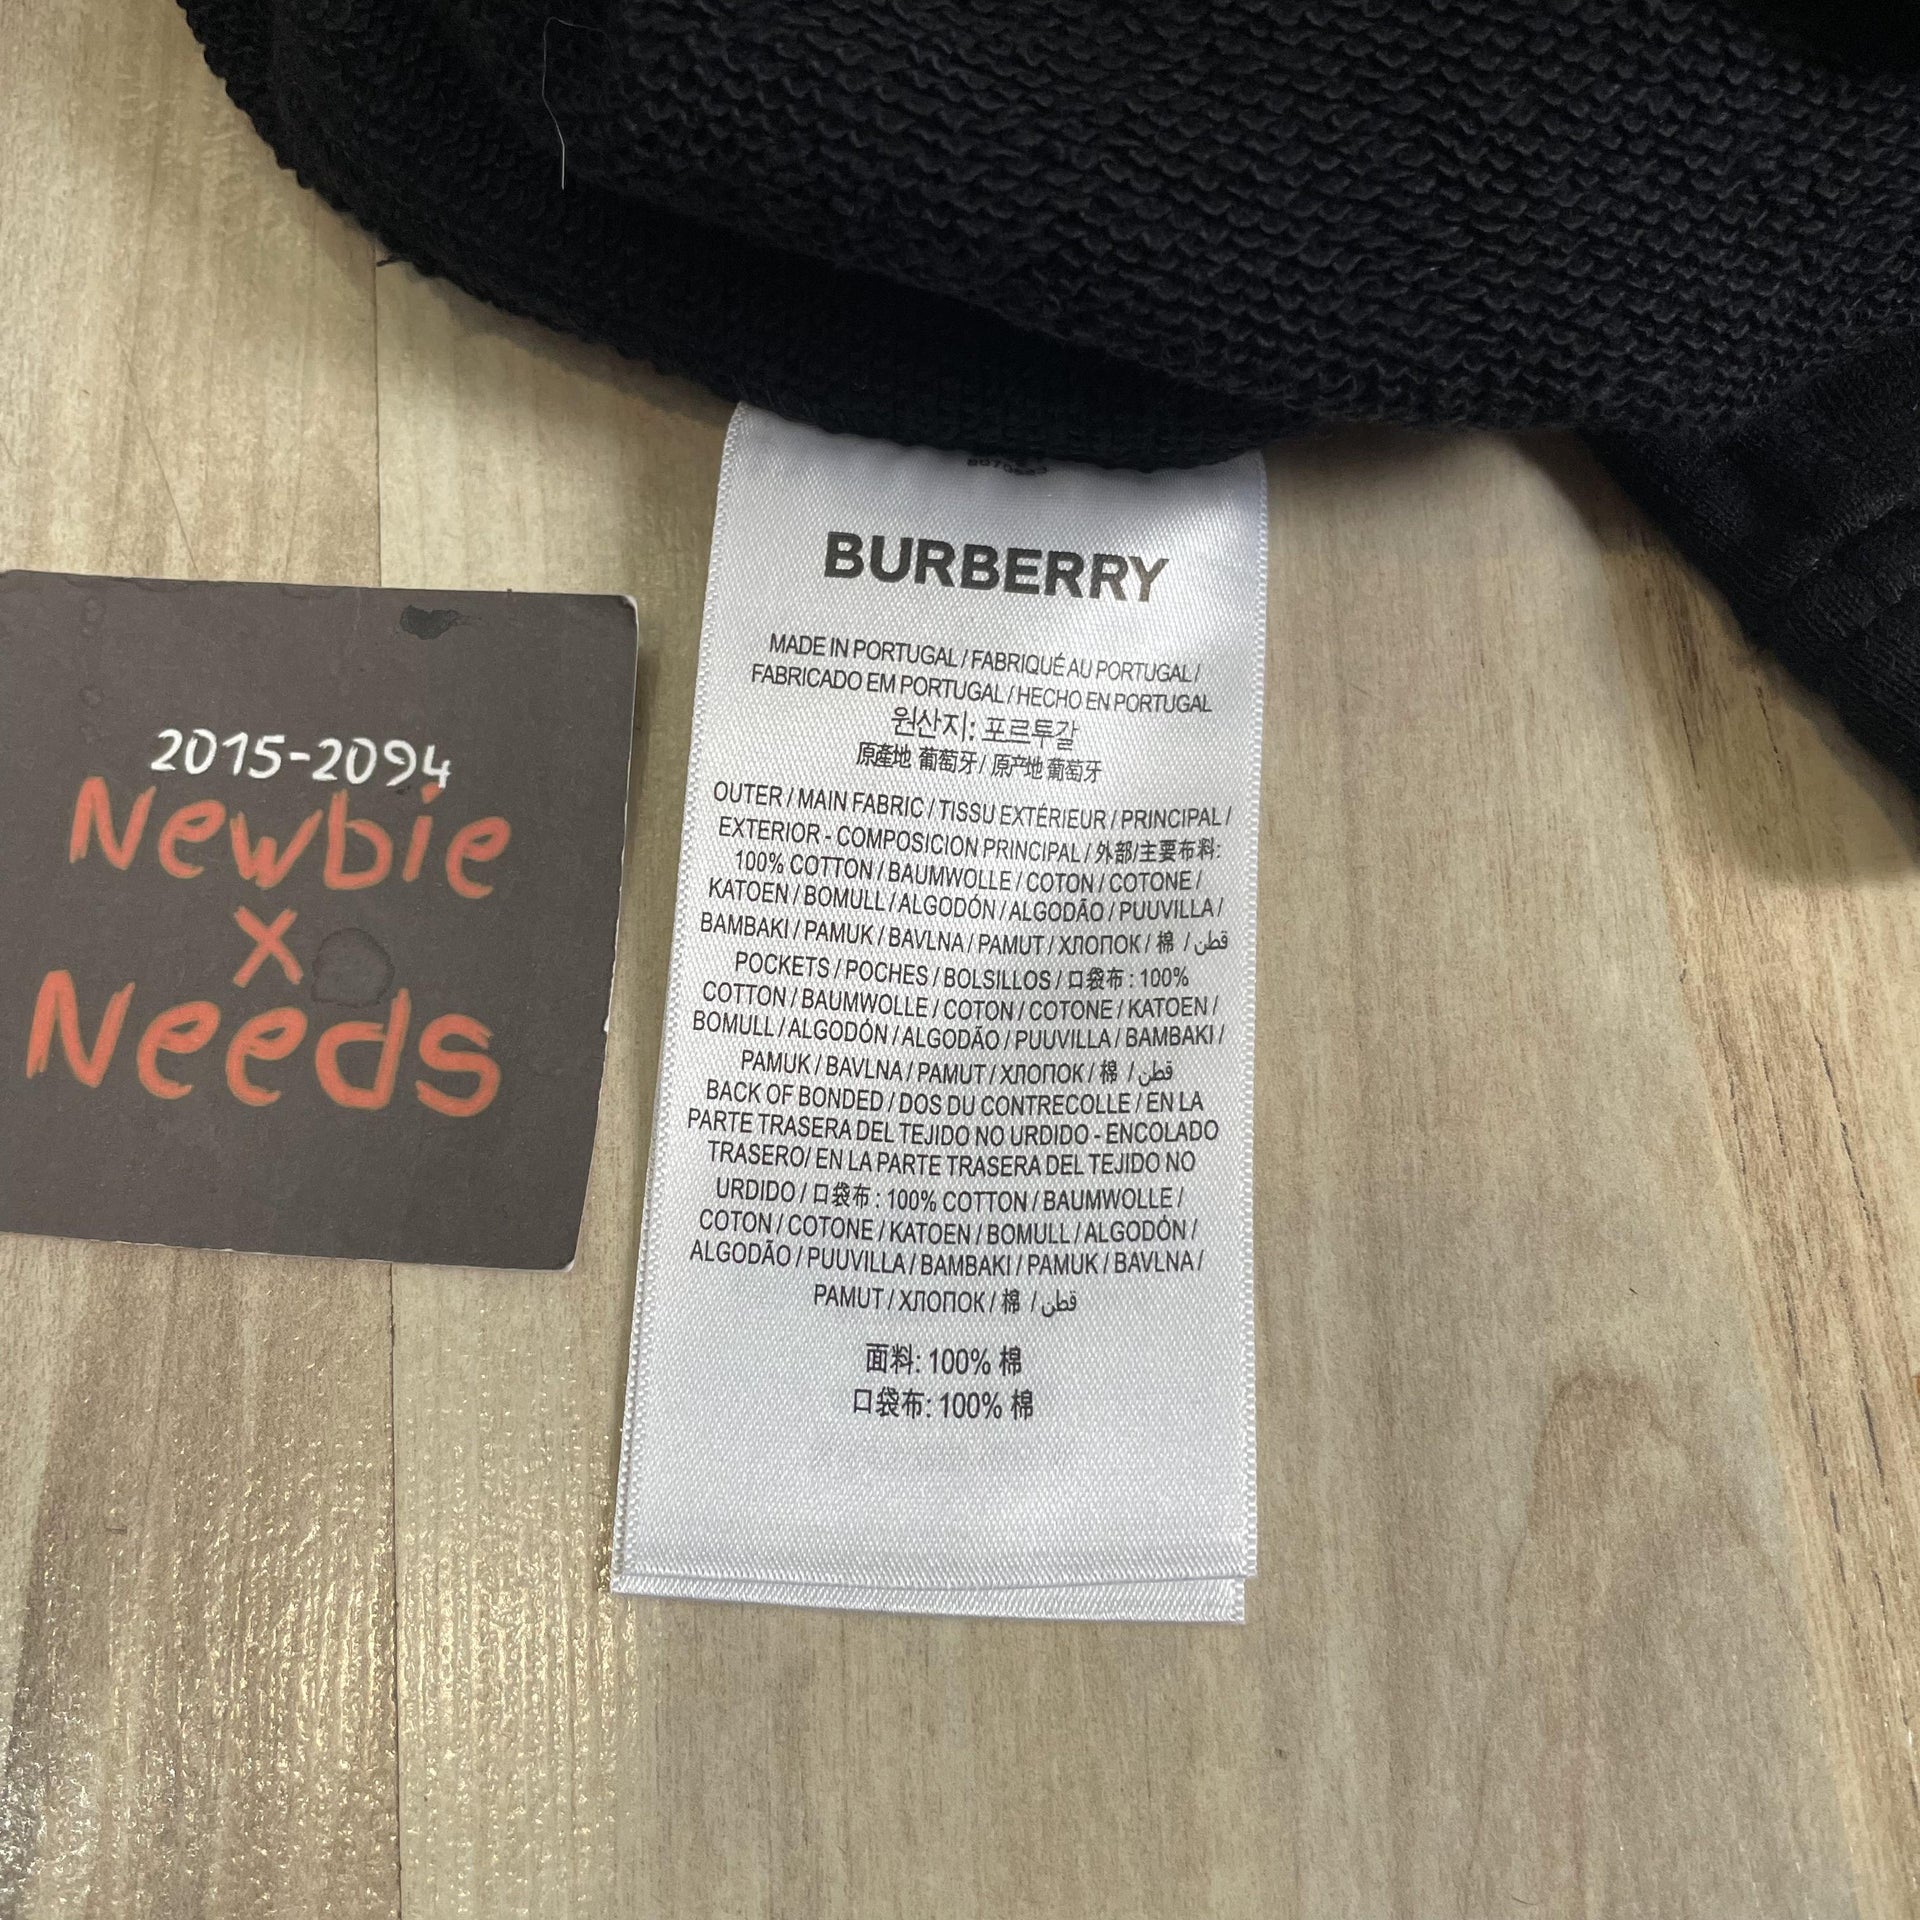 BURBERRY
MADE IN PORTUGAL / FABRIQUÉ AU PORTUGAL /
FABRICADO EM PORTUGAL / HECHO EN PORTUGAL
원산지: 포르투갈
原產地 葡萄牙 / 原产地 葡萄牙
OUTER / MAIN FABRIC / TISSU EXTÉRIEUR / PRINCIPAL /
EXTERIOR - COMPOSICION PRINCIPAL / 外部/主要布料:
100% COTTON / BAUMWOLLE / COTON / COTONE /
KATOEN / BOMULL / ALGODÓN / ALGODÃO / PUUVILLA /
BAMBAKI / PAMUK / BAVLNA / PAMUT / ХЛОПОК / 棉 / قطن
POCKETS / POCHES / BOLSILLOS / 口袋布 : 100%
COTTON / BAUMWOLLE / COTON / COTONE / KATOEN /
BOMULL / ALGODÓN / ALGODÃO / PUUVILLA / BAMBAKI /
PAMUK / BAVLNA / PAMUT / ХЛОПОК / 棉 / قطن
BACK OF BONDED / DOS DU CONTRECOLLE / EN LA
PARTE TRASERA DEL TEJIDO NO URDIDO - ENCOLADO
TRASERO/ EN LA PARTE TRASERA DEL TEJIDO NO
URDIDO / 口袋布 : 100% COTTON / BAUMWOLLE /
COTON / COTONE / KATOEN / BOMULL / ALGODÓN /
ALGODÃO / PUUVILLA / BAMBAKI / PAMUK / BAVLNA /
PAMUT / ХЛОПОК / 棉 / قطن
面料: 100% 棉
口袋布: 100% 棉
2015-2094
Newbie
x
Needs